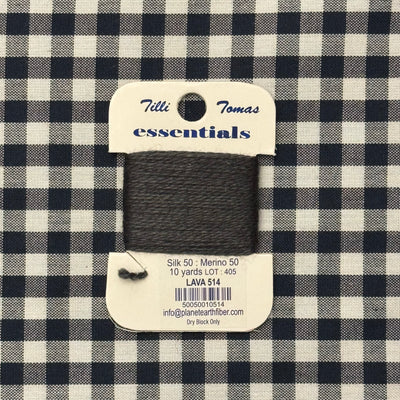 Tilli Tomas
essentials
Silk 50 : Merino 50
10 yards LOT : 405
LAVA 514
50050010514
info@planetearthfiber.com
Dry Block Only